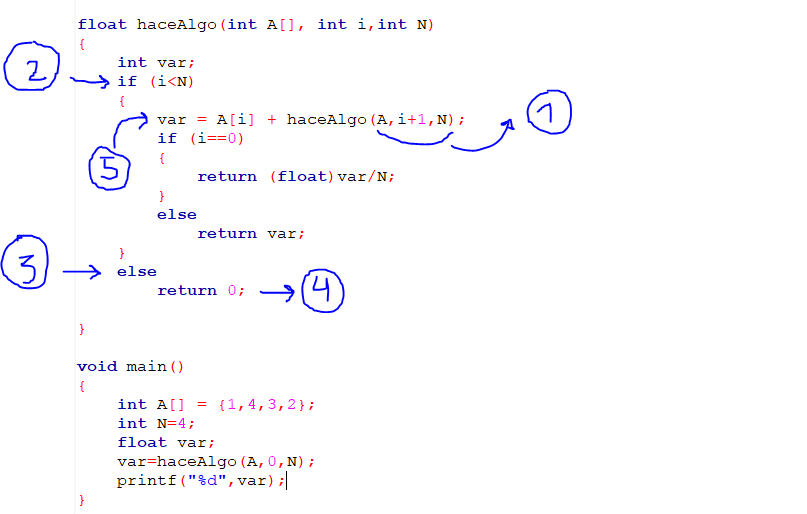 float haceAlgo(int A[], int i,int N)
{
int var;
2 if (i<N)
{
var = A[i] + haceAlgo(A,i+1,N); 1
if (i==0)
5 {
return (float)var/N;
}
else
return var;
}
3 else
return 0; 4
}
void main()
{
int A[] = {1,4,3,2};
int N=4;
float var;
var=haceAlgo(A,0,N);
printf("%d",var);
}